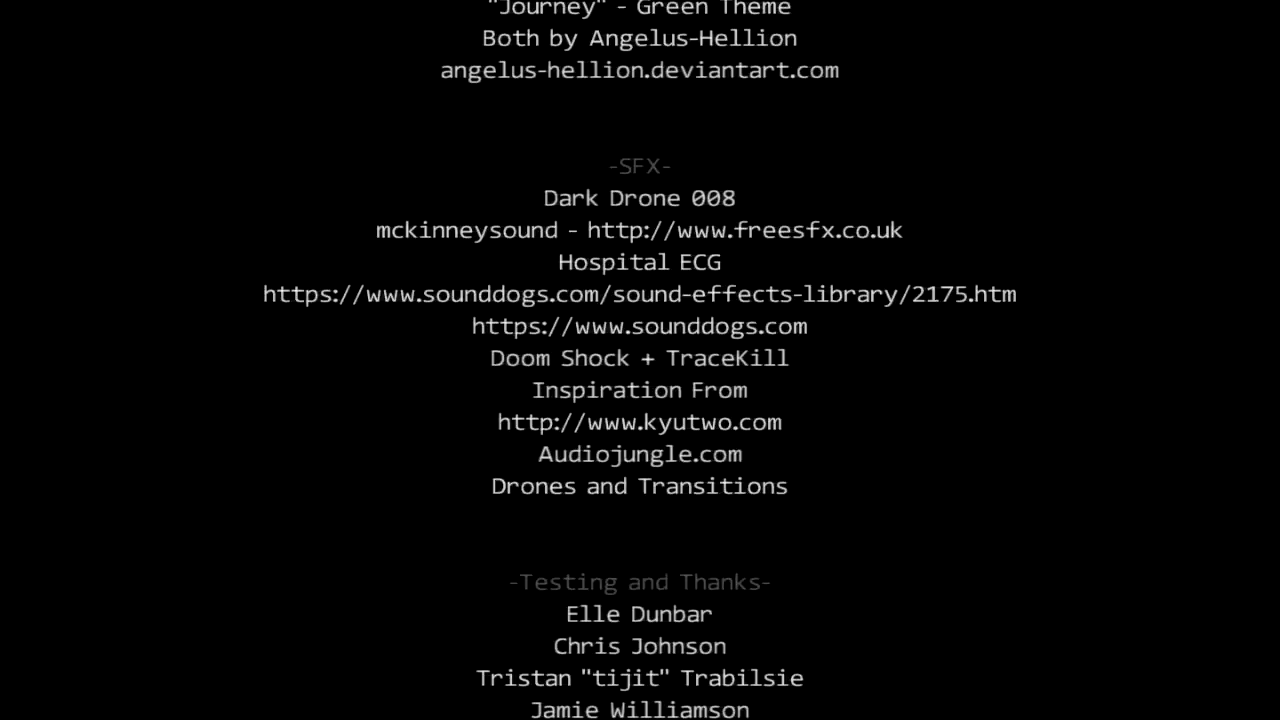 "Journey" - Green Theme
Both by Angelus-Hellion
angelus-hellion.deviantart.com
-SFX-
Dark Drone 008
mckinneysound - http://www.freesfx.co.uk
Hospital ECG
https://www.sounddogs.com/sound-effects-library/2175.htm
https://www.sounddogs.com
Doom Shock + TraceKill
Inspiration From
http://www.kyutwo.com
Audiojungle.com
Drones and Transitions
-Testing and Thanks-
Elle Dunbar
Chris Johnson
Tristan "tijit" Trabilsie
Jamie Williamson